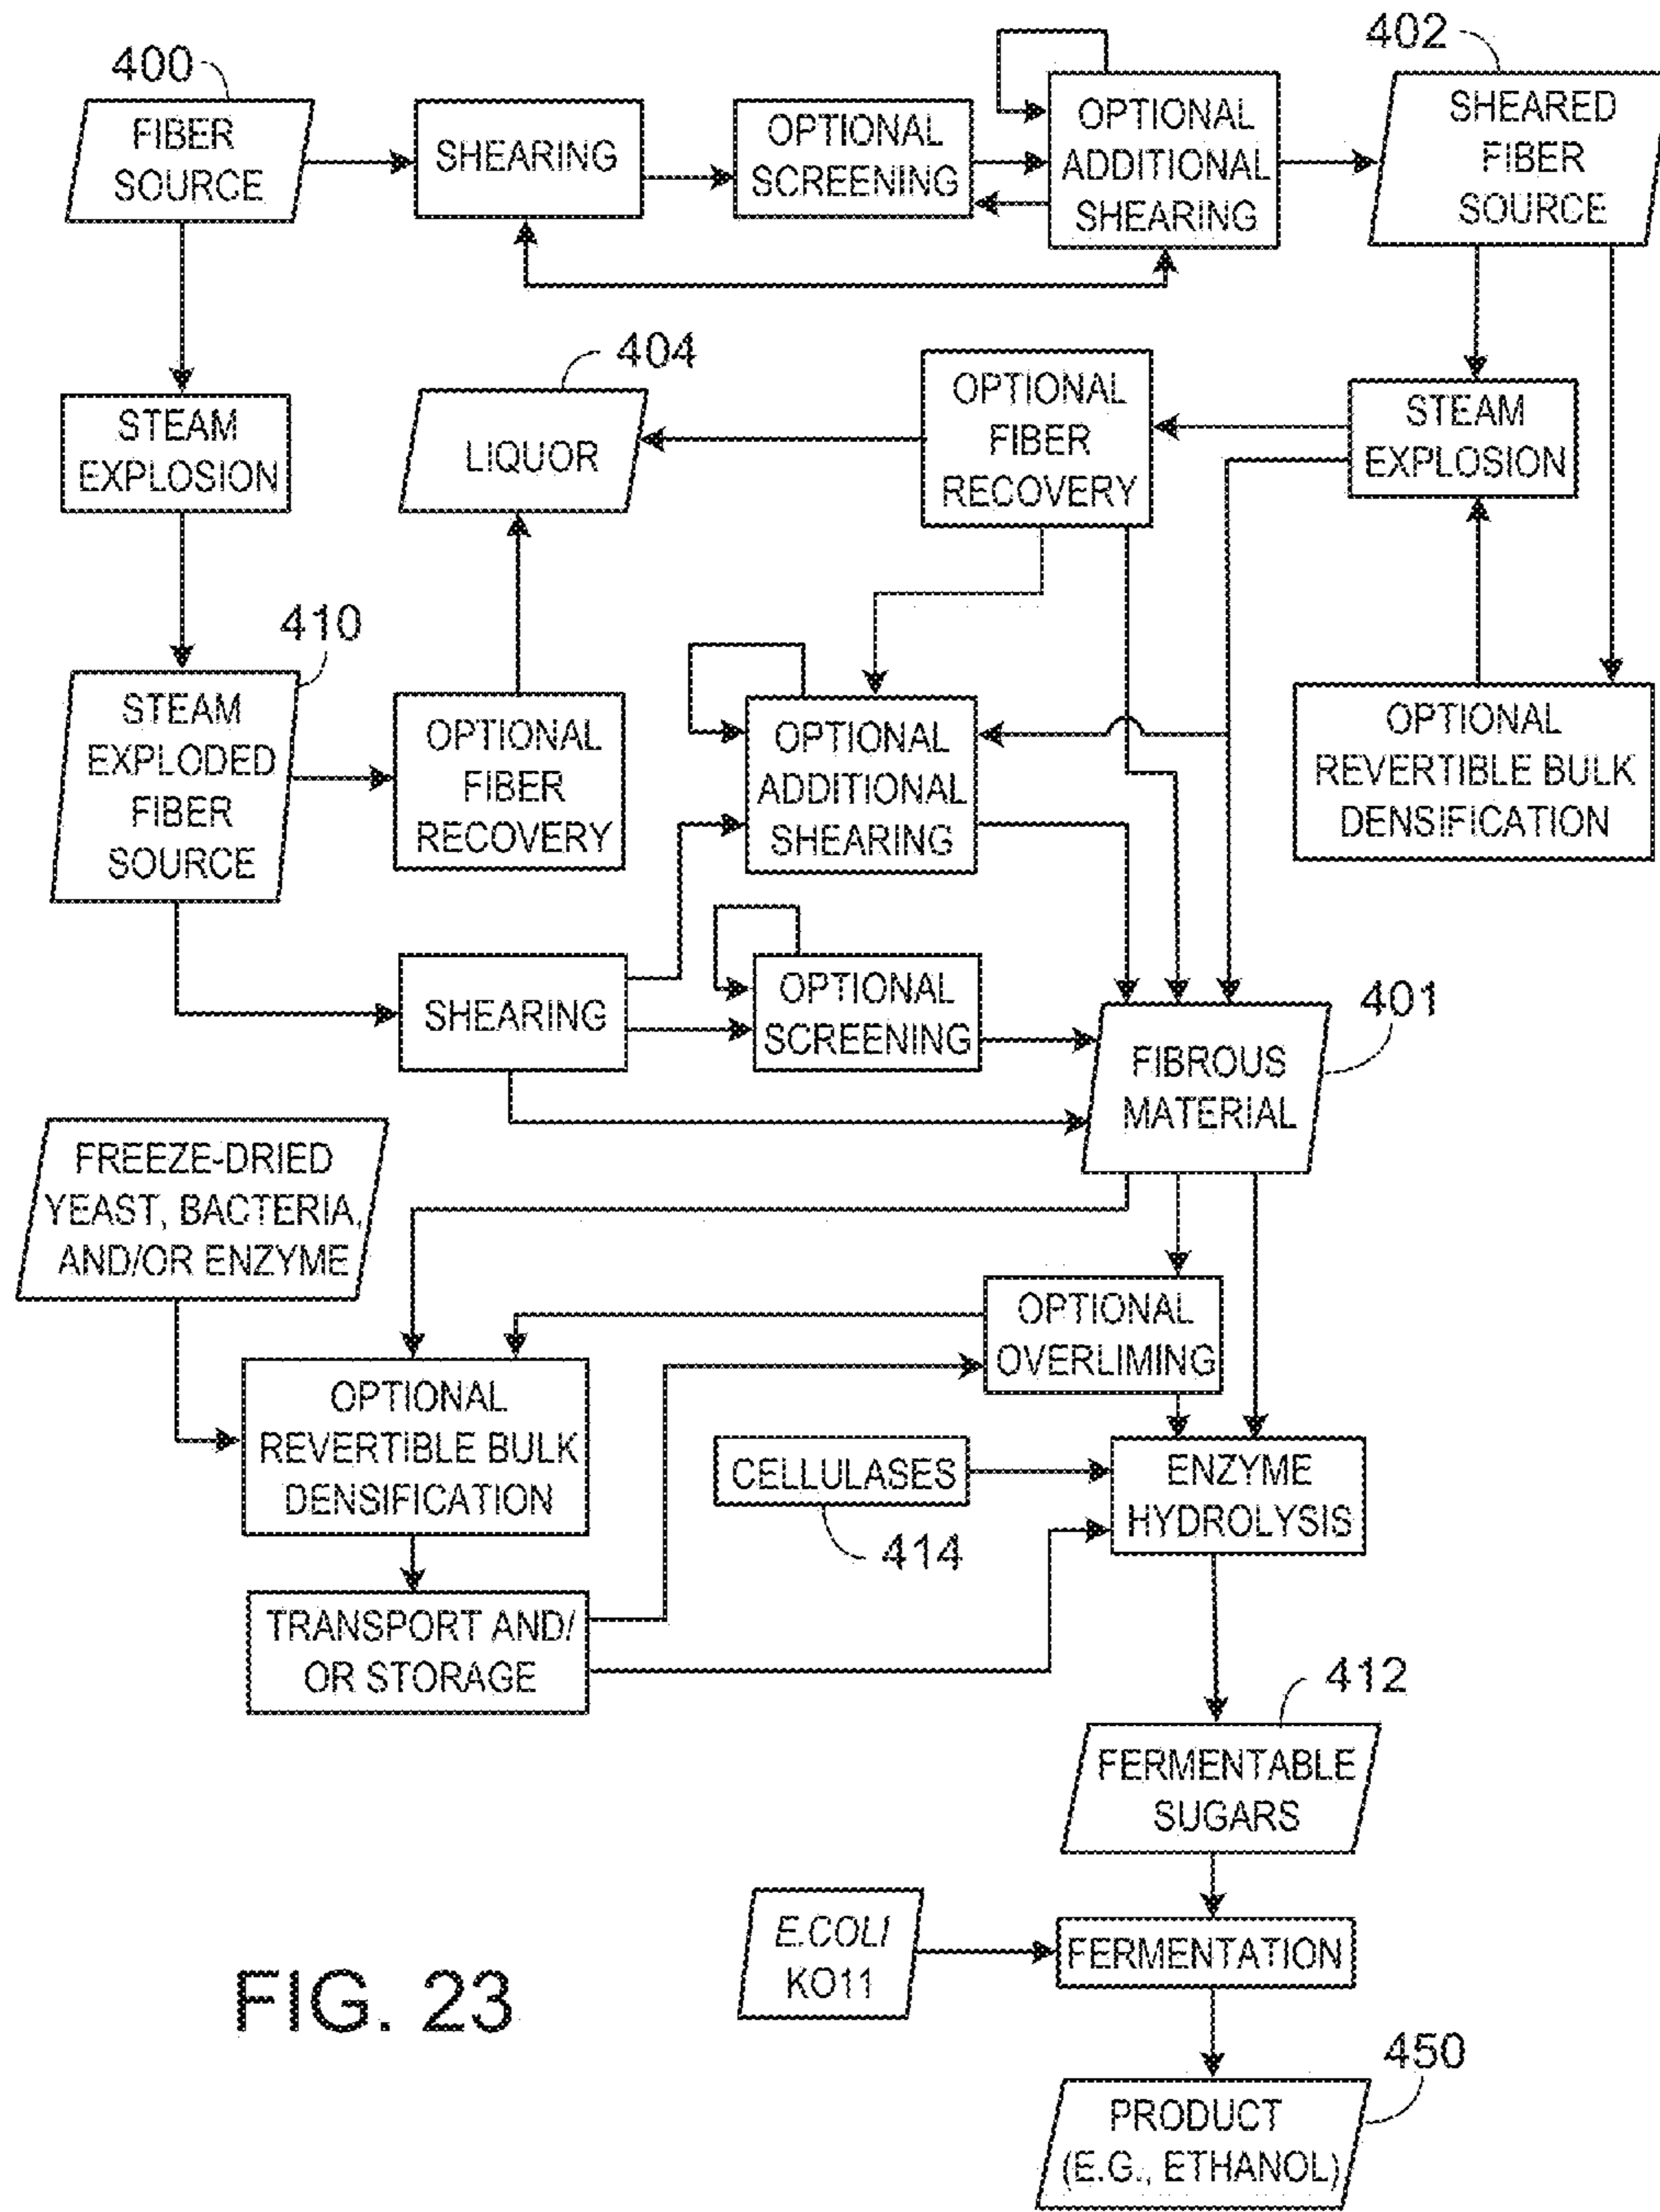 400
FIBER
SOURCE
SHEARING
OPTIONAL
SCREENING
OPTIONAL
ADDITIONAL
SHEARING
402
SHEARED
FIBER
SOURCE
STEAM
EXPLOSION
404
LIQUOR
OPTIONAL
FIBER
RECOVERY
STEAM
EXPLOSION
410
STEAM
EXPLODED
FIBER
SOURCE
OPTIONAL
FIBER
RECOVERY
OPTIONAL
ADDITIONAL
SHEARING
OPTIONAL
REVERTIBLE BULK
DENSIFICATION
SHEARING
OPTIONAL
SCREENING
401
FIBROUS
MATERIAL
FREEZE-DRIED
YEAST, BACTERIA,
AND/OR ENZYME
OPTIONAL
OVERLIMING
OPTIONAL
REVERTIBLE BULK
DENSIFICATION
CELLULASES
414
ENZYME
HYDROLYSIS
TRANSPORT AND/
OR STORAGE
412
FERMENTABLE
SUGARS
E.COLI
KO11
FERMENTATION
450
PRODUCT
(E.G., ETHANOL)
FIG. 23